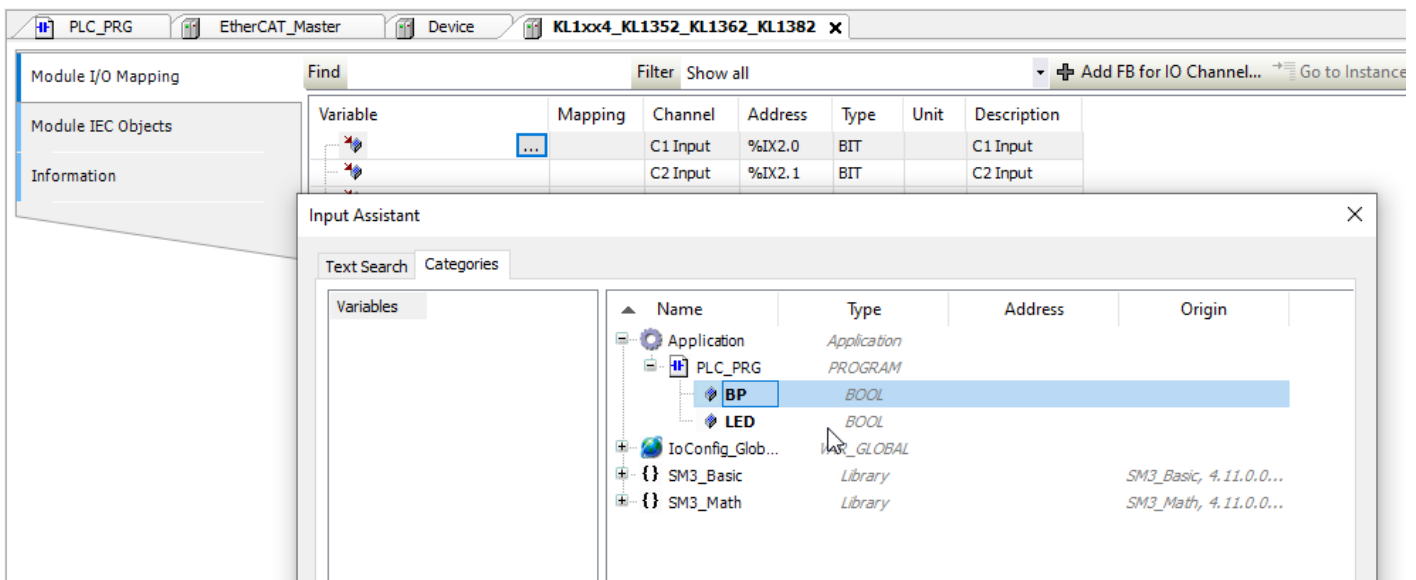 PLC_PRG EtherCAT_Master Device KL1xx4_KL1352_KL1362_KL1382 x
Module I/O Mapping
Module IEC Objects
Information
Find Filter Show all Add FB for IO Channel... Go to Instance
Variable Mapping Channel Address Type Unit Description
... C1 Input %IX2.0 BIT C1 Input
C2 Input %IX2.1 BIT C2 Input
Input Assistant
Text Search Categories
Variables
Name Type Address Origin
Application Application
PLC_PRG PROGRAM
BP BOOL
LED BOOL
IoConfig_Glob... VAR_GLOBAL
{} SM3_Basic Library SM3_Basic, 4.11.0.0...
{} SM3_Math Library SM3_Math, 4.11.0.0...